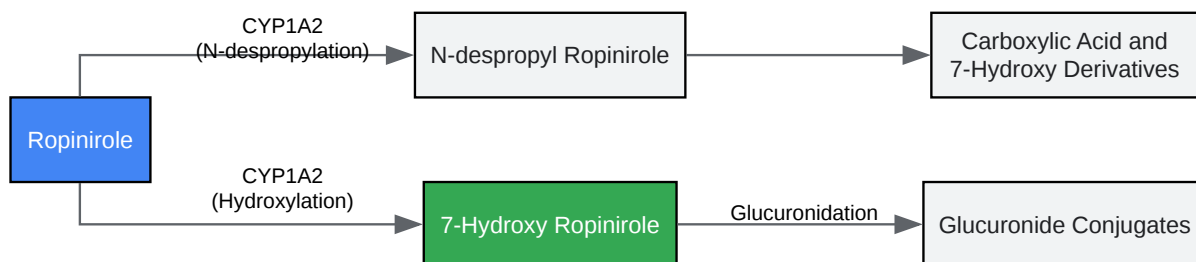 CYP1A2
(N-despropylation)
N-despropyl Ropinirole
Carboxylic Acid and
7-Hydroxy Derivatives
Ropinirole
CYP1A2
(Hydroxylation)
7-Hydroxy Ropinirole
Glucuronidation
Glucuronide Conjugates